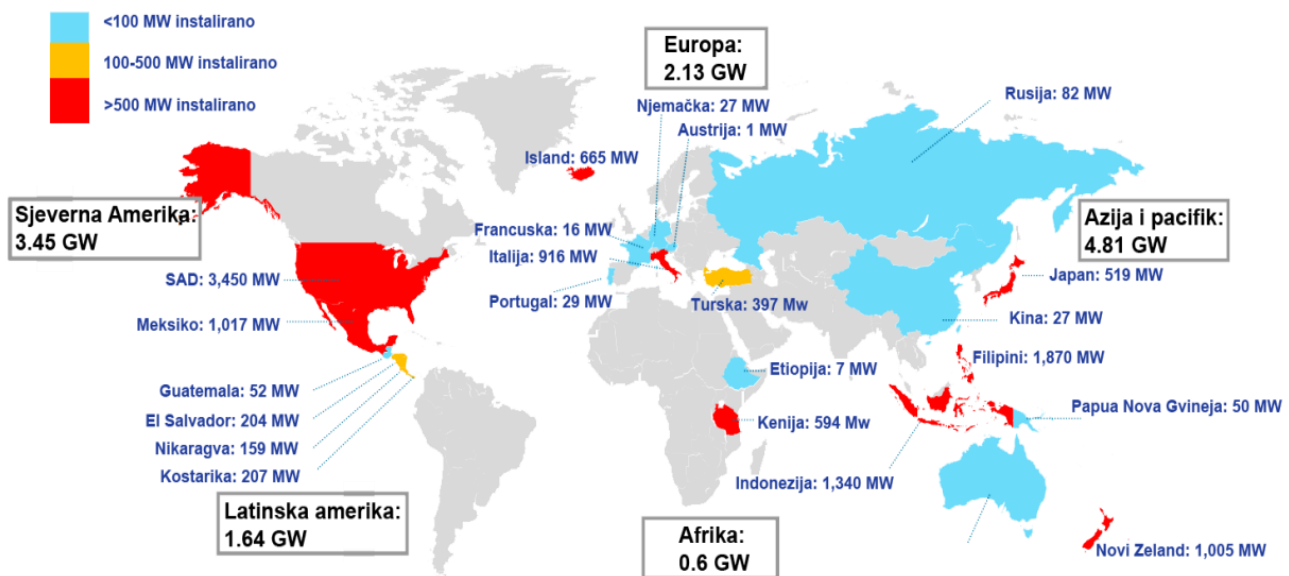 <100 MW instalirano
100-500 MW instalirano
>500 MW instalirano
Europa:
2.13 GW
Njemačka: 27 MW
Austrija: 1 MW
Rusija: 82 MW
Island: 665 MW
Sjeverna Amerika:
3.45 GW
Azija i pacifik:
4.81 GW
Francuska: 16 MW
Italija: 916 MW
Portugal: 29 MW
Turska: 397 Mw
SAD: 3,450 MW
Meksiko: 1,017 MW
Japan: 519 MW
Kina: 27 MW
Filipini: 1,870 MW
Guatemala: 52 MW
El Salvador: 204 MW
Nikaragva: 159 MW
Kostarika: 207 MW
Etiopija: 7 MW
Kenija: 594 Mw
Papua Nova Gvineja: 50 MW
Indonezija: 1,340 MW
Latinska amerika:
1.64 GW
Afrika:
0.6 GW
Novi Zeland: 1,005 MW